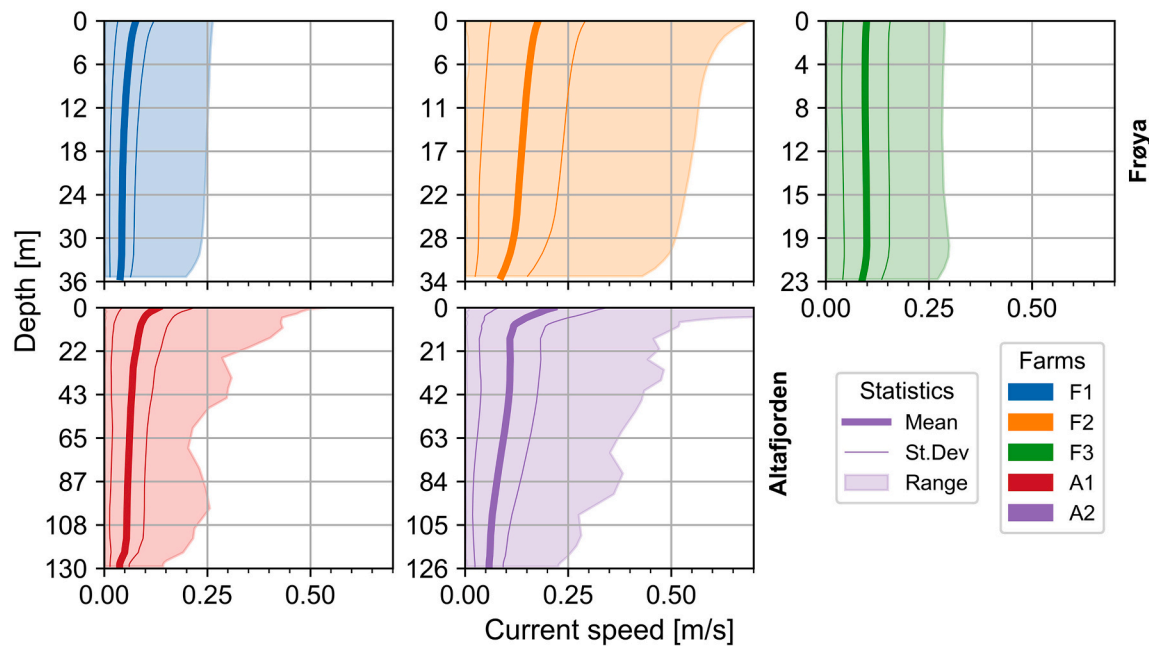 0
6
12
18
24
30
36
0
6
11
17
22
28
34
0
4
8
12
15
19
23
0.00 0.25 0.50
Frøya
Depth [m]
0
22
43
65
87
108
130
0.00 0.25 0.50
0
21
42
63
84
105
126
0.00 0.25 0.50
Altafjorden
Current speed [m/s]
Statistics
Mean
St.Dev
Range
Farms
F1
F2
F3
A1
A2